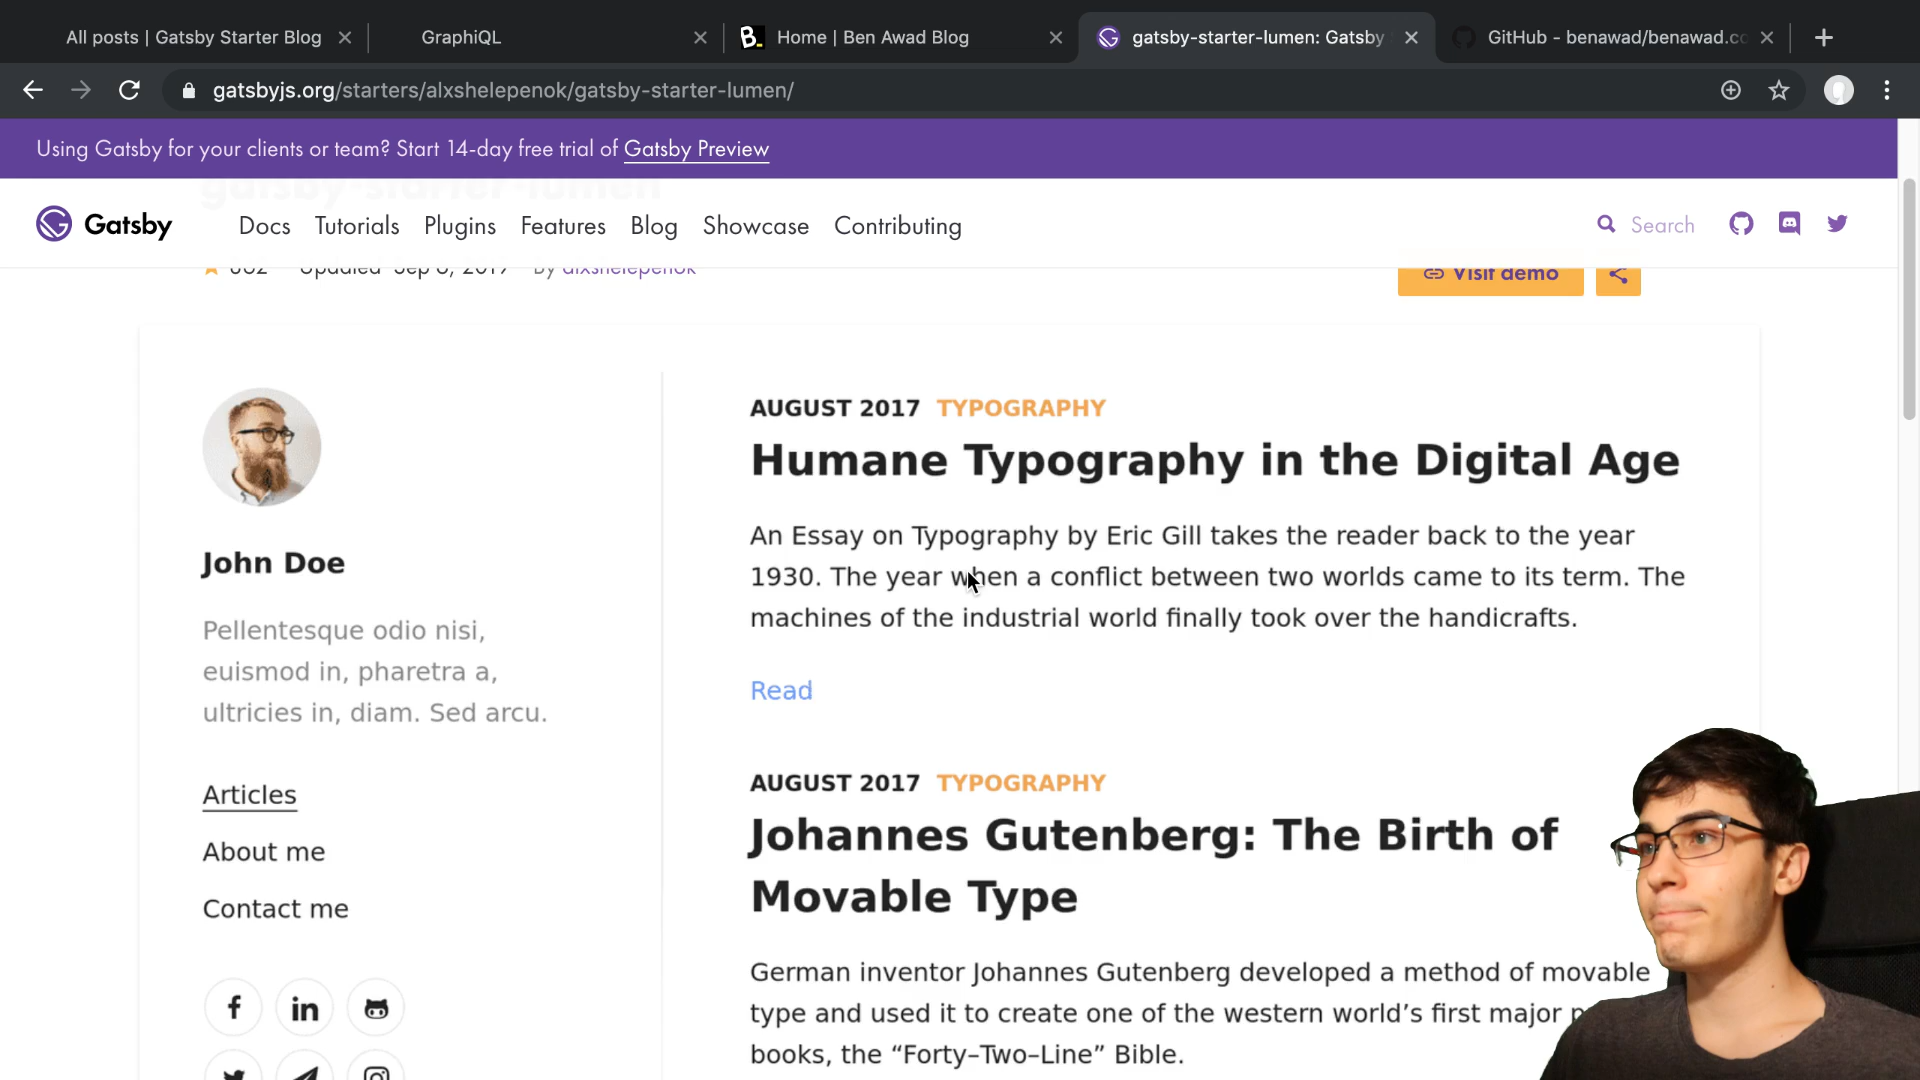 All posts | Gatsby Starter Blog
GraphiQL
B. Home | Ben Awad Blog
gatsby-starter-lumen: Gatsby
GitHub - benawad/benawad.cc
gatsbyjs.org/starters/alxshelepenok/gatsby-starter-lumen/
Using Gatsby for your clients or team? Start 14-day free trial of Gatsby Preview
gatsby-starter-lumen
Gatsby
Docs Tutorials Plugins Features Blog Showcase Contributing
Search
Updated Sep 6, 2019 By alxshelepenok
Visit demo
AUGUST 2017 TYPOGRAPHY
Humane Typography in the Digital Age
An Essay on Typography by Eric Gill takes the reader back to the year
1930. The year when a conflict between two worlds came to its term. The
machines of the industrial world finally took over the handicrafts.
Read
John Doe
Pellentesque odio nisi,
euismod in, pharetra a,
ultricies in, diam. Sed arcu.
Articles
About me
Contact me
AUGUST 2017 TYPOGRAPHY
Johannes Gutenberg: The Birth of
Movable Type
German inventor Johannes Gutenberg developed a method of movable
type and used it to create one of the western world’s first major
books, the “Forty–Two–Line” Bible.